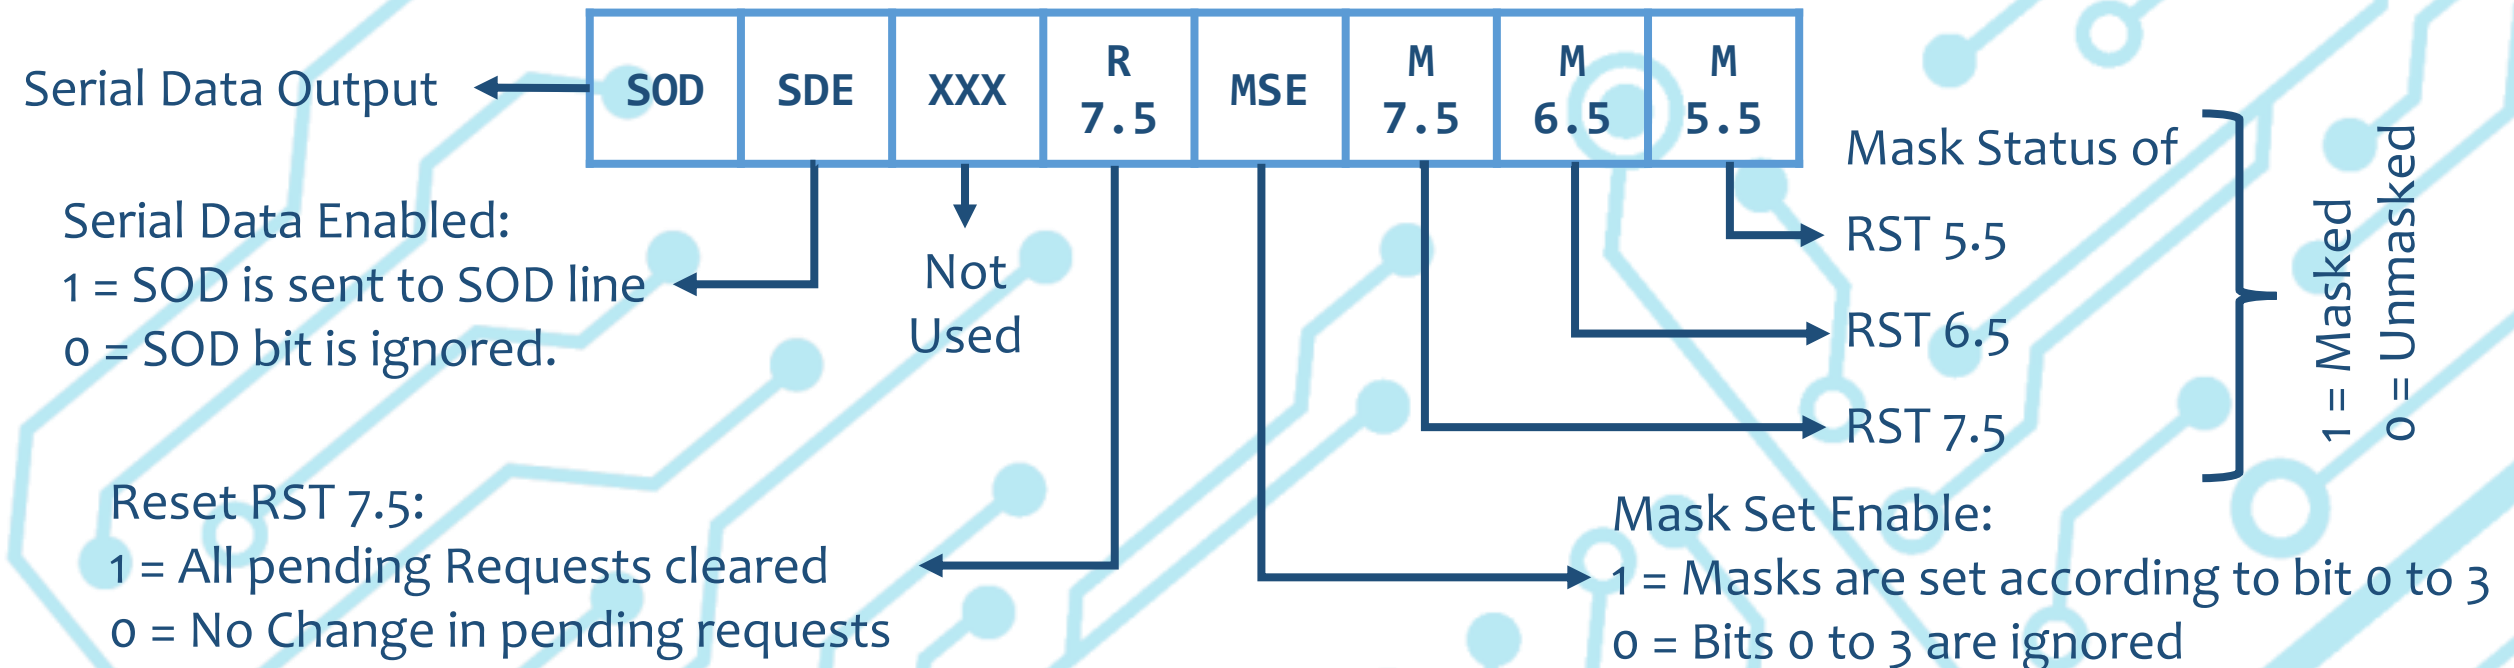 SOD SDE XXX R 7.5 MSE M 7.5 M 6.5 M 5.5
Serial Data Output
Serial Data Enabled:
1 = SOD is sent to SOD line
0 = SOD bit is ignored.
Not
Used
Reset RST 7.5:
1 = All pending Requests cleared
0 = No Change in pending requests
Mask Status of
RST 5.5
RST 6.5
RST 7.5
1 = Masked
0 = Unmasked
Mask Set Enable:
1 = Masks are set according to bit 0 to 3
0 = Bits 0 to 3 are ignored